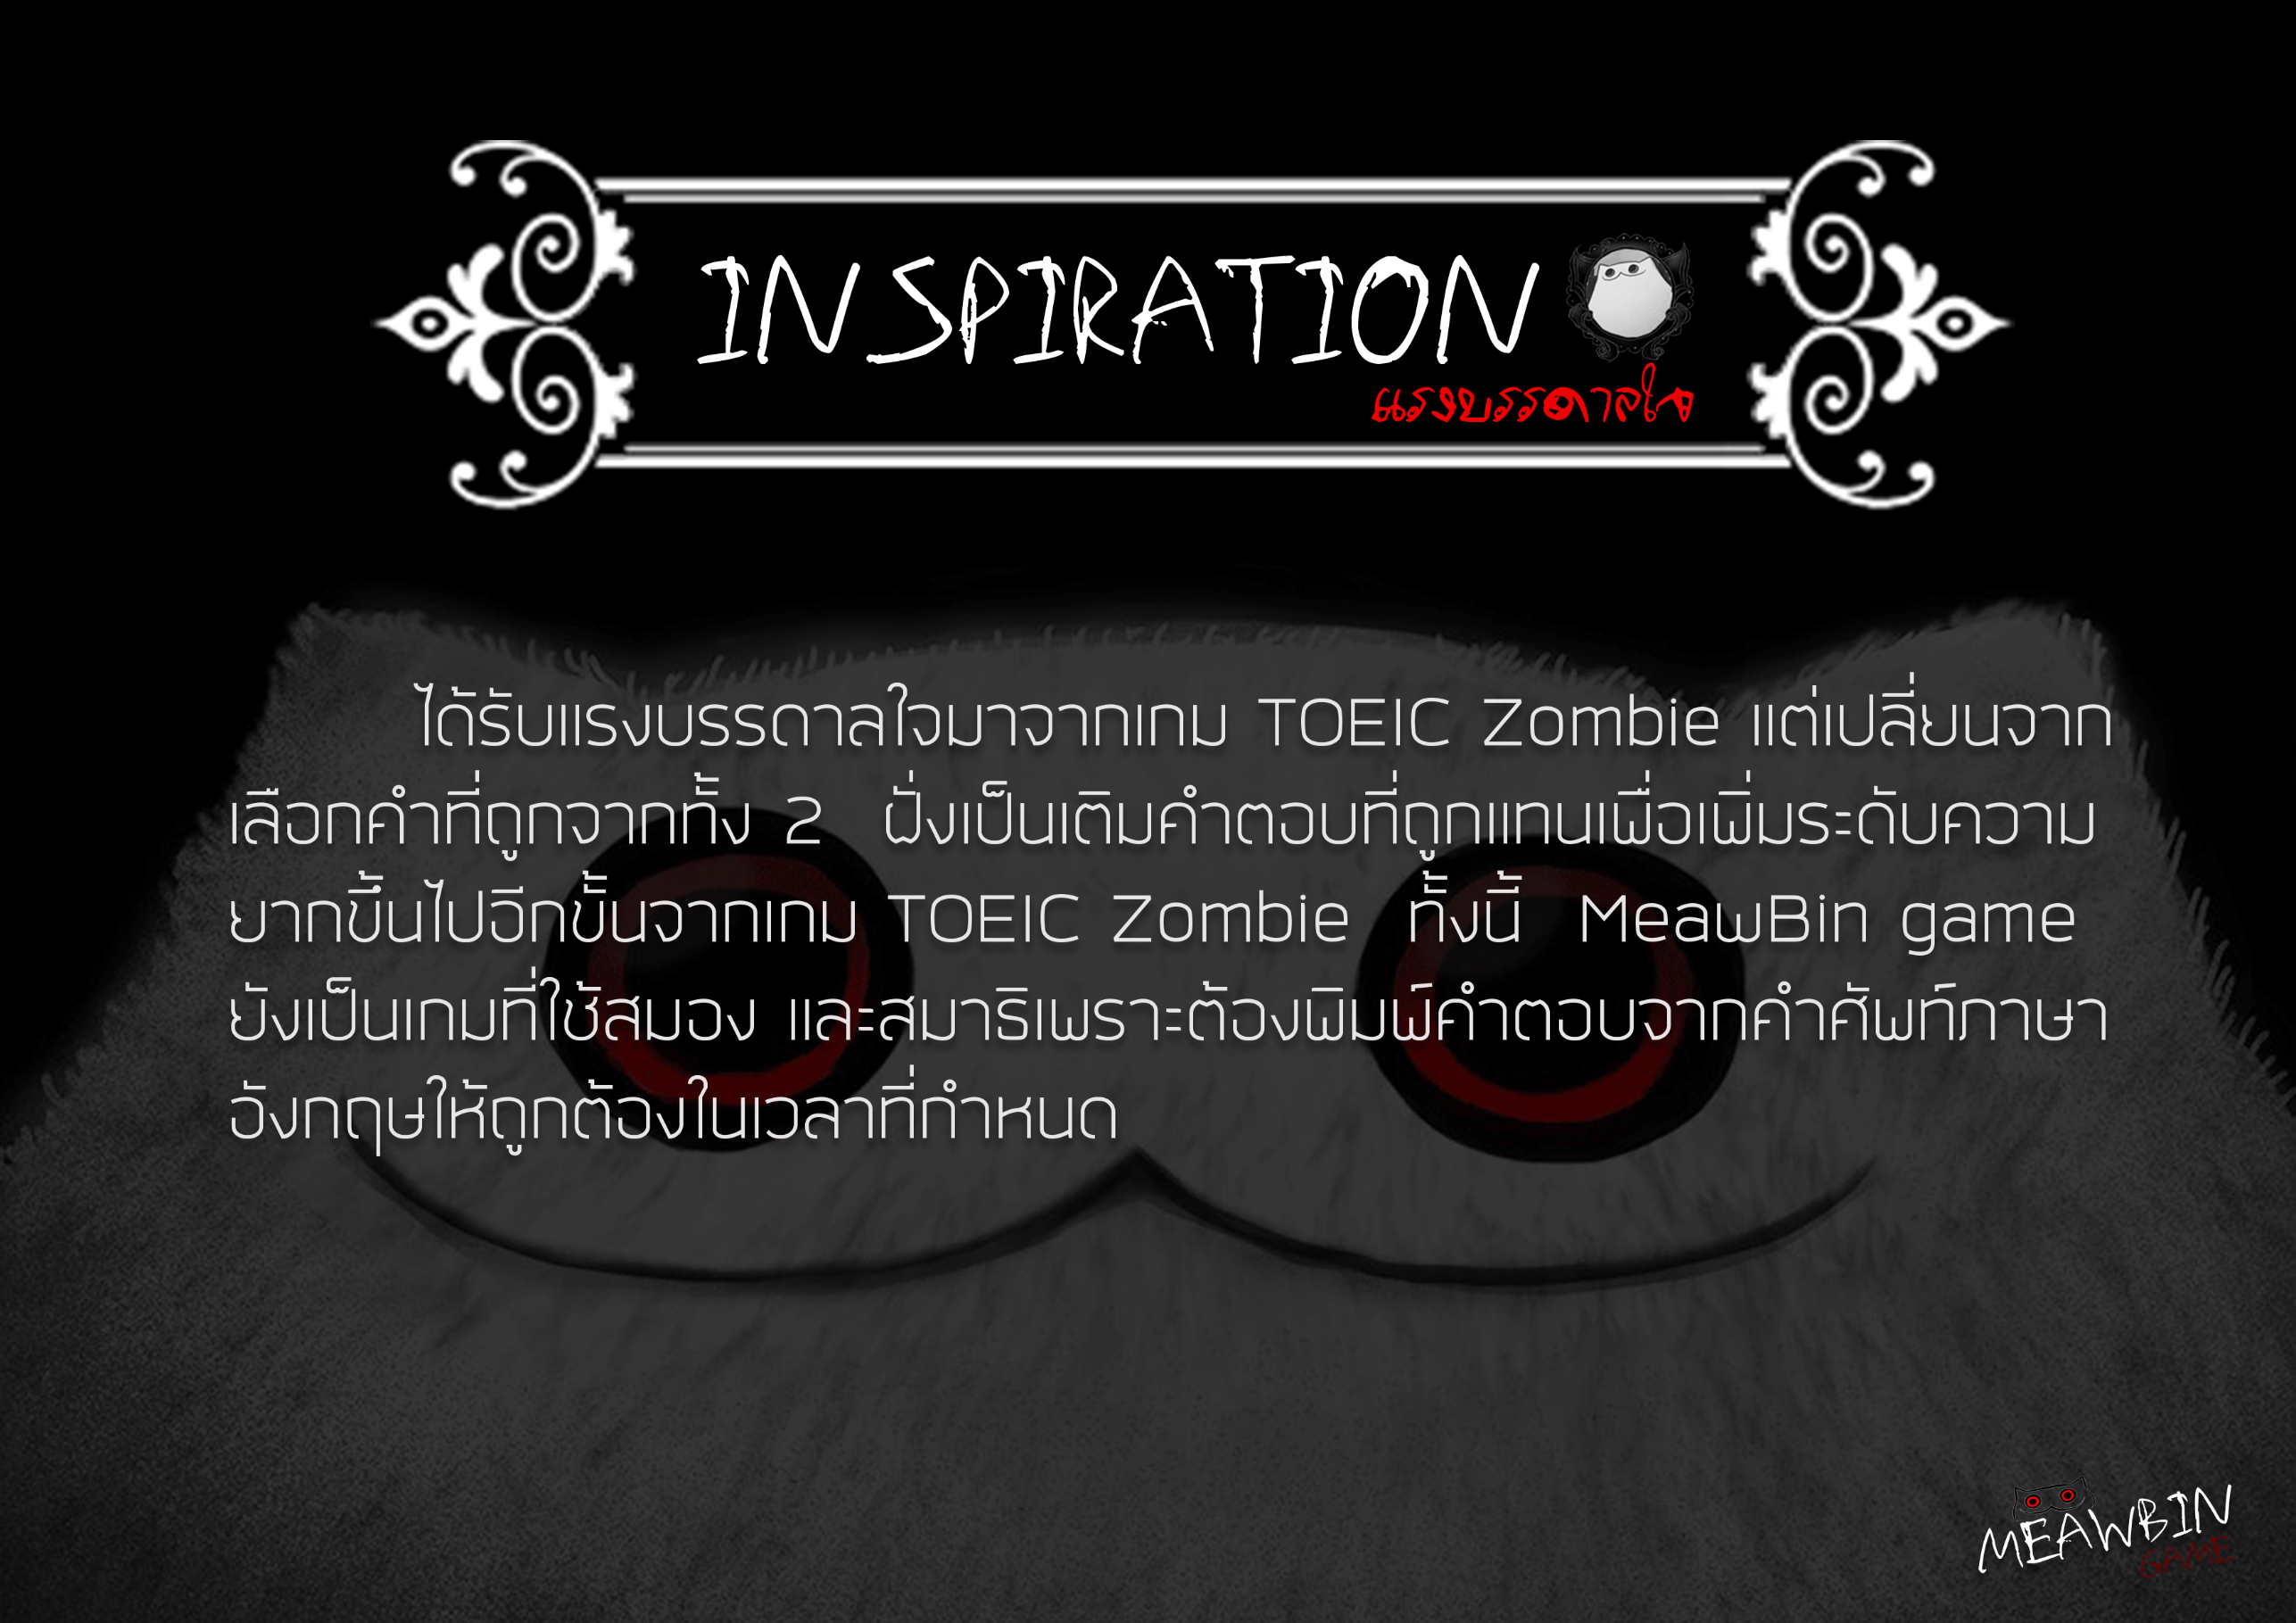 INSPIRATION
แรงบรรดาลใจ
ได้รับแรงบรรดาลใจมาจากเกม TOEIC Zombie แต่เปลี่ยนจาก
เลือกคำที่ถูกจากทั้ง 2 ฝั่งเป็นเติมคำตอบที่ถูกแทนเพื่อเพิ่มระดับความ
ยากขึ้นไปอีกขั้นจากเกม TOEIC Zombie ทั้งนี้ MeawBin game
ยังเป็นเกมที่ใช้สมอง และสมาธิเพราะต้องพิมพ์คำตอบจากคำศัพท์ภาษา
อังกฤษให้ถูกต้องในเวลาที่กำหนด
MEAWBIN
GAME